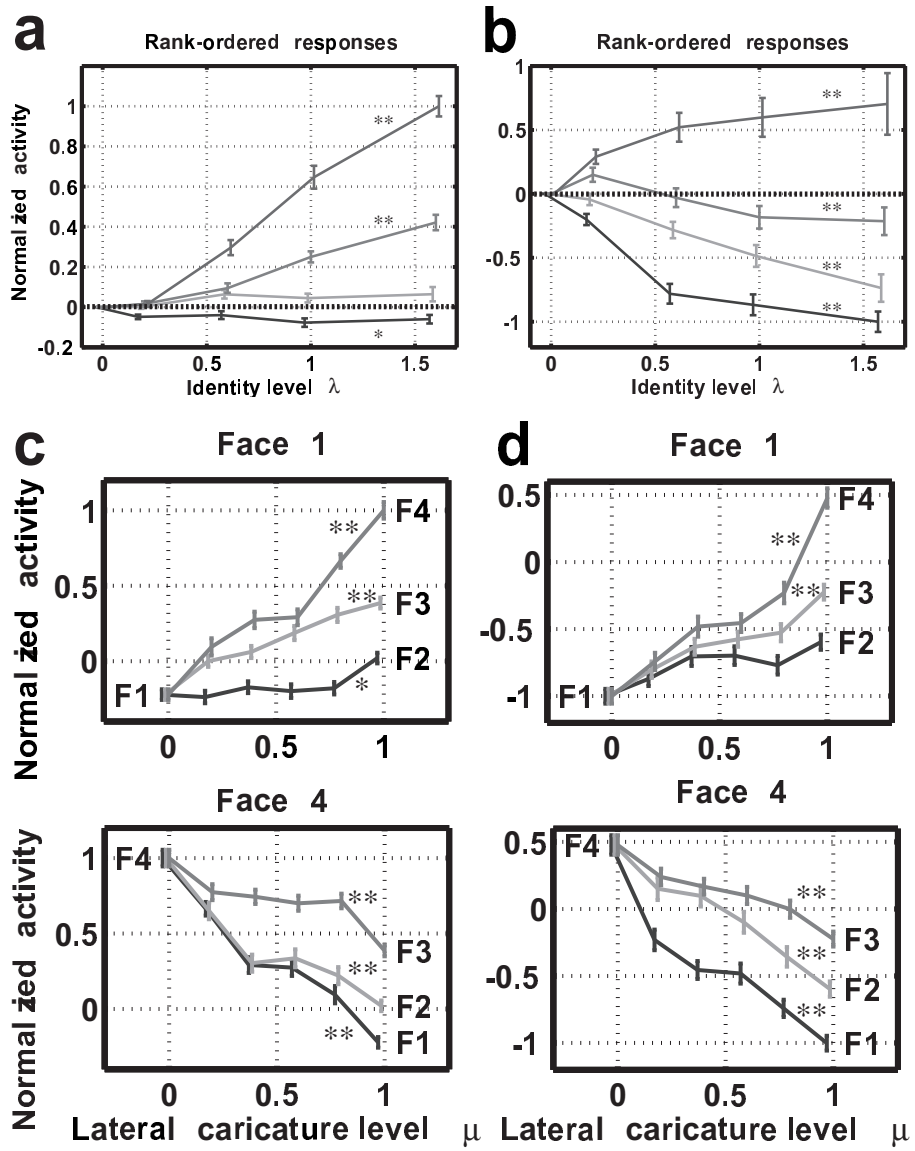 a
Rank-ordered responses
Normalized activity
1
0.8
0.6
0.4
0.2
0
-0.2
**
**
*
0 0.5 1 1.5
Identity level λ
b
Rank-ordered responses
1
0.5
0
-0.5
-1
**
**
**
**
0 0.5 1 1.5
Identity level λ
c
Face 1
Normalized activity
1
0.5
0
** F4
** F3
F2
F1 *
0 0.5 1
d
Face 1
0.5
0
-0.5
-1
F4
**
** F3
F2
F1
0 0.5 1
Face 4
Normalized activity
1
0.5
0
F4
**
F3
**
F2
** F1
0 0.5 1
Lateral caricature level μ
Face 4
0.5
0
-0.5
-1
F4
**
F3
**
F2
**
F1
0 0.5 1
Lateral caricature level μ